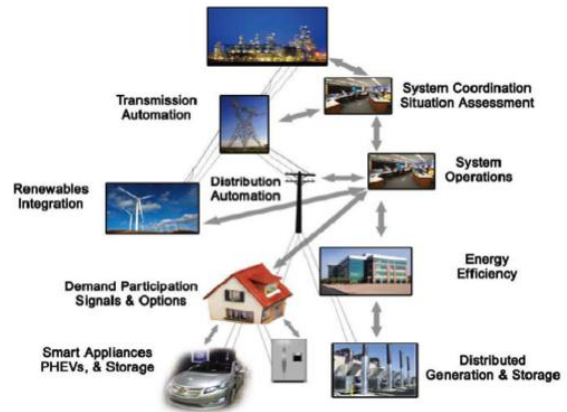 System Coordination
Situation Assessment
Transmission
Automation
System
Operations
Renewables
Integration
Distribution
Automation
Energy
Efficiency
Demand Participation
Signals & Options
Smart Appliances
PHEVs, & Storage
Distributed
Generation & Storage